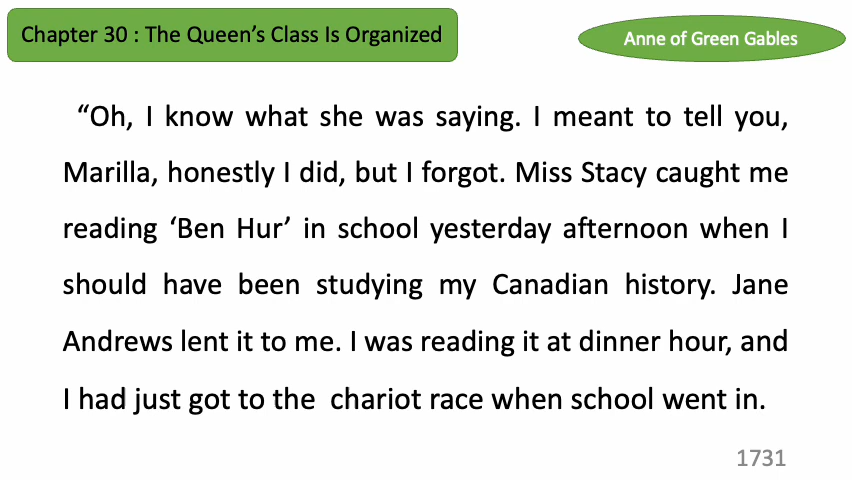 Chapter 30 : The Queen’s Class Is Organized
Anne of Green Gables
“Oh, I know what she was saying. I meant to tell you,
Marilla, honestly I did, but I forgot. Miss Stacy caught me
reading ‘Ben Hur’ in school yesterday afternoon when I
should have been studying my Canadian history. Jane
Andrews lent it to me. I was reading it at dinner hour, and
I had just got to the  chariot race when school went in.
1731